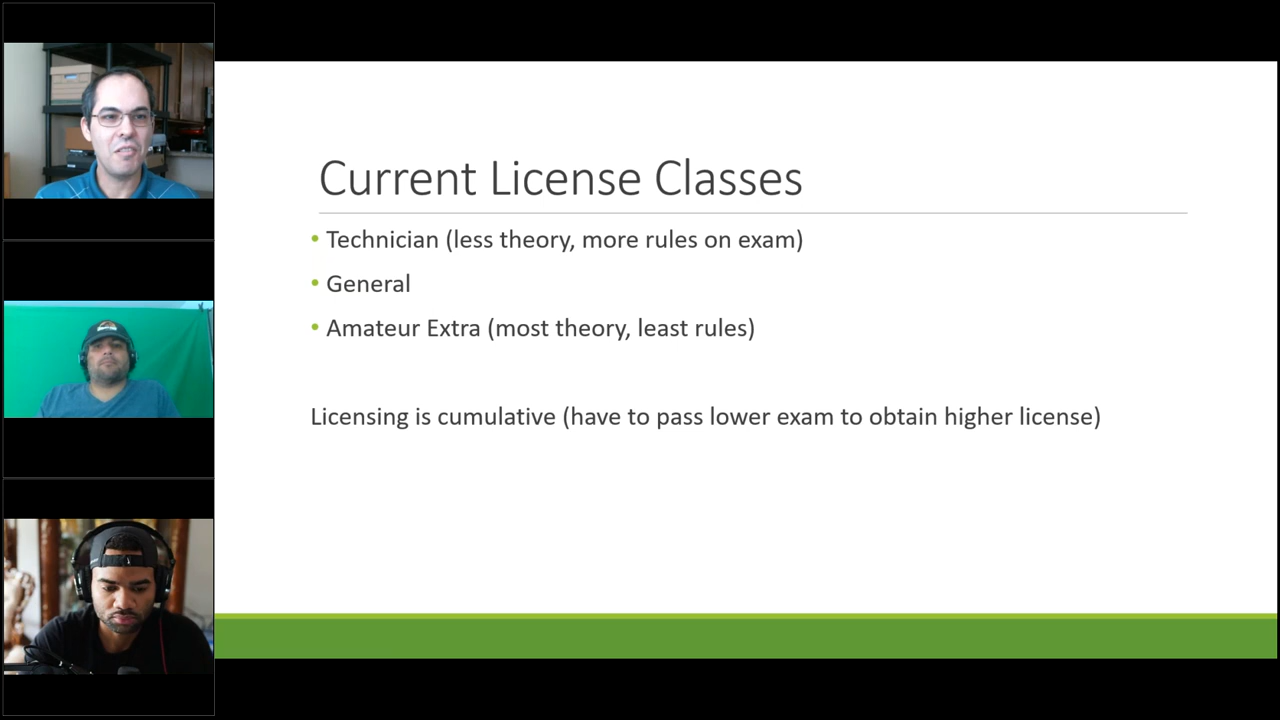 Current License Classes
• Technician (less theory, more rules on exam)
• General
• Amateur Extra (most theory, least rules)
Licensing is cumulative (have to pass lower exam to obtain higher license)